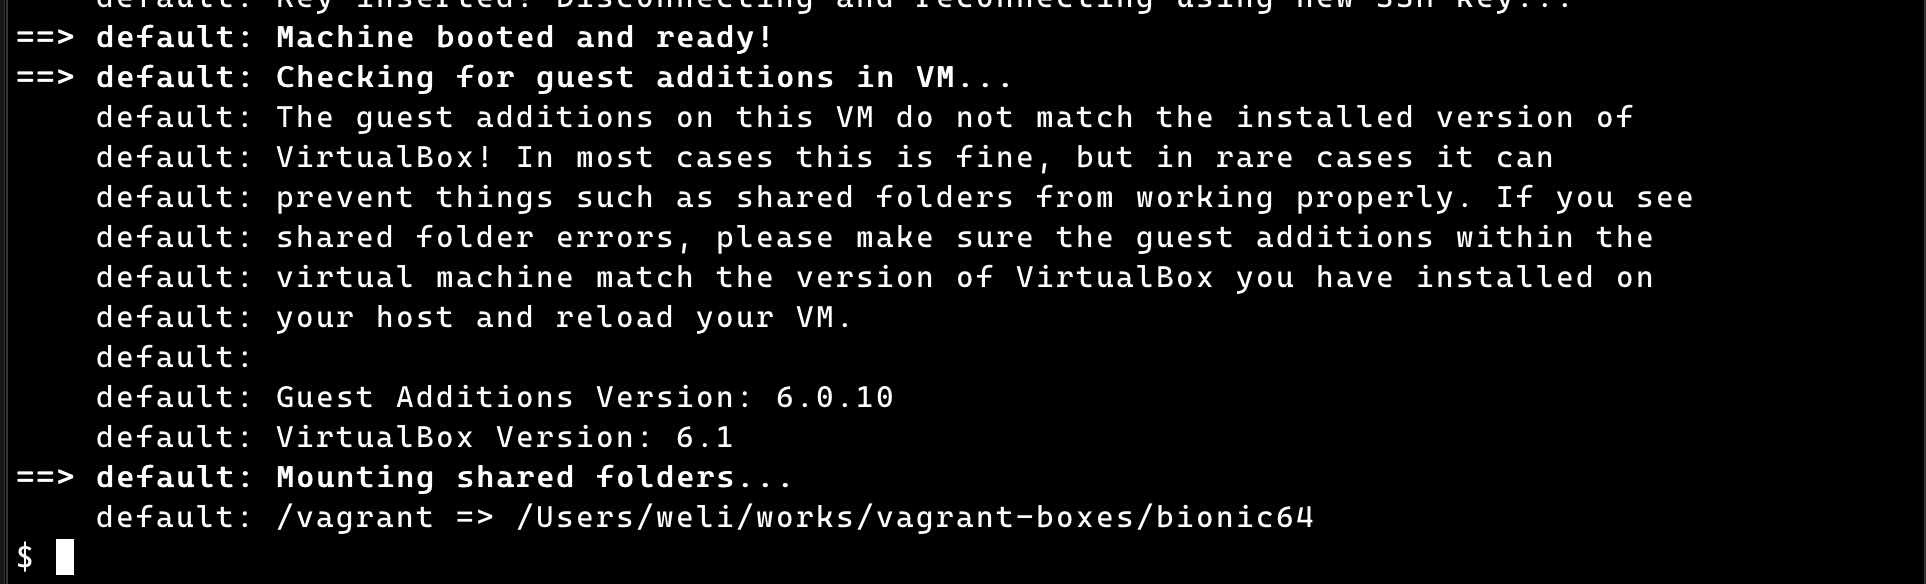 default: Key inserted! Disconnecting and reconnecting using new SSH key...
==> default: Machine booted and ready!
==> default: Checking for guest additions in VM...
default: The guest additions on this VM do not match the installed version of
default: VirtualBox! In most cases this is fine, but in rare cases it can
default: prevent things such as shared folders from working properly. If you see
default: shared folder errors, please make sure the guest additions within the
default: virtual machine match the version of VirtualBox you have installed on
default: your host and reload your VM.
default:
default: Guest Additions Version: 6.0.10
default: VirtualBox Version: 6.1
==> default: Mounting shared folders...
default: /vagrant => /Users/weli/works/vagrant-boxes/bionic64
$